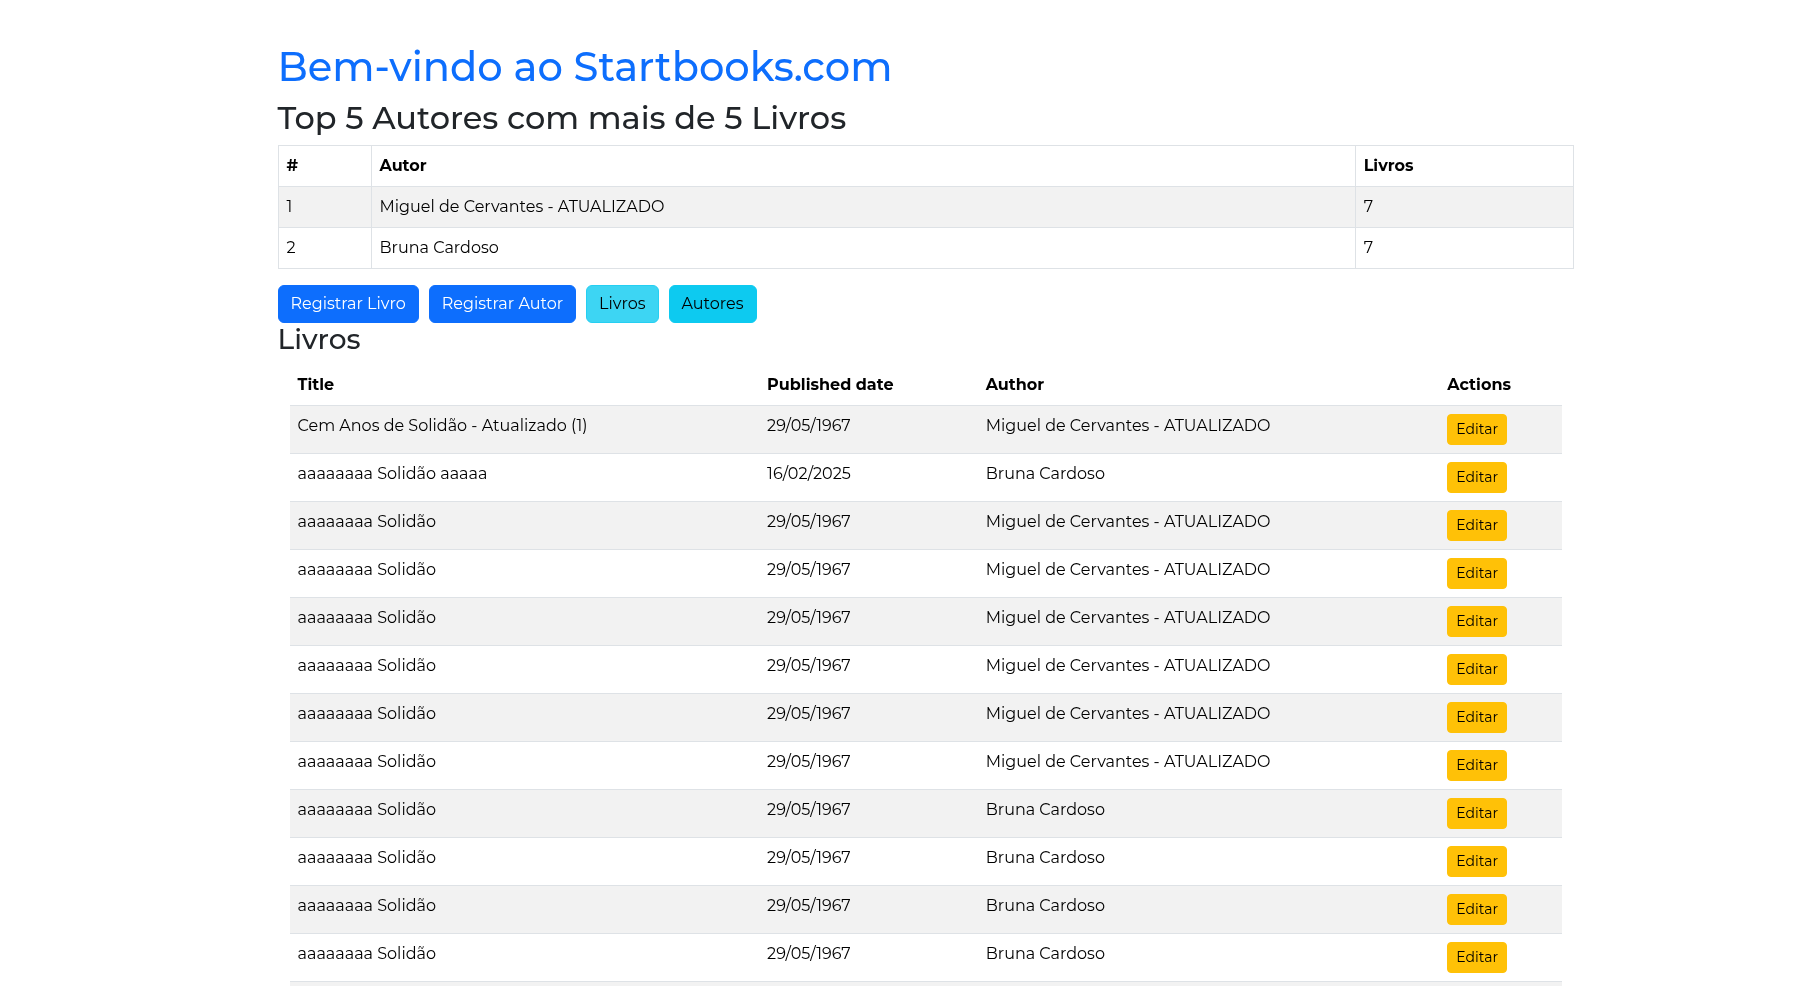 Bem-vindo ao Startbooks.com
Top 5 Autores com mais de 5 Livros
# Autor Livros
1 Miguel de Cervantes - ATUALIZADO 7
2 Bruna Cardoso 7
Registrar Livro Registrar Autor Livros Autores
Livros
Title Published date Author Actions
Cem Anos de Solidão - Atualizado (1) 29/05/1967 Miguel de Cervantes - ATUALIZADO Editar
aaaaaaaa Solidão aaaaa 16/02/2025 Bruna Cardoso Editar
aaaaaaaa Solidão 29/05/1967 Miguel de Cervantes - ATUALIZADO Editar
aaaaaaaa Solidão 29/05/1967 Miguel de Cervantes - ATUALIZADO Editar
aaaaaaaa Solidão 29/05/1967 Miguel de Cervantes - ATUALIZADO Editar
aaaaaaaa Solidão 29/05/1967 Miguel de Cervantes - ATUALIZADO Editar
aaaaaaaa Solidão 29/05/1967 Miguel de Cervantes - ATUALIZADO Editar
aaaaaaaa Solidão 29/05/1967 Miguel de Cervantes - ATUALIZADO Editar
aaaaaaaa Solidão 29/05/1967 Bruna Cardoso Editar
aaaaaaaa Solidão 29/05/1967 Bruna Cardoso Editar
aaaaaaaa Solidão 29/05/1967 Bruna Cardoso Editar
aaaaaaaa Solidão 29/05/1967 Bruna Cardoso Editar